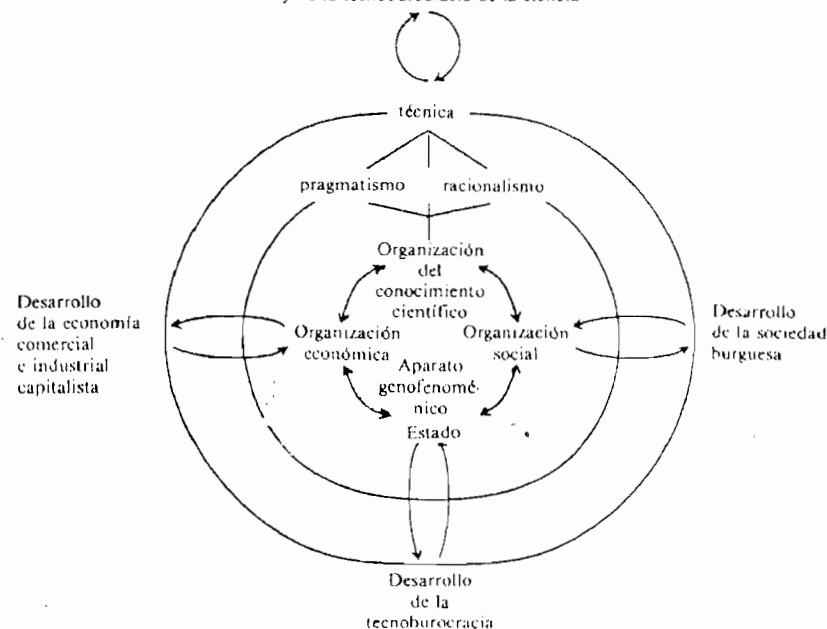 técnica
pragmatismo racionalismo
Organización
del
conocimiento
científico
Desarrollo
de la economía
comercial
e industrial
capitalista
Organización
económica
Organización
social
Desarrollo
de la sociedad
burguesa
Aparato
genofenomé-
nico
Estado
Desarrollo
de la
tecnoburocracia